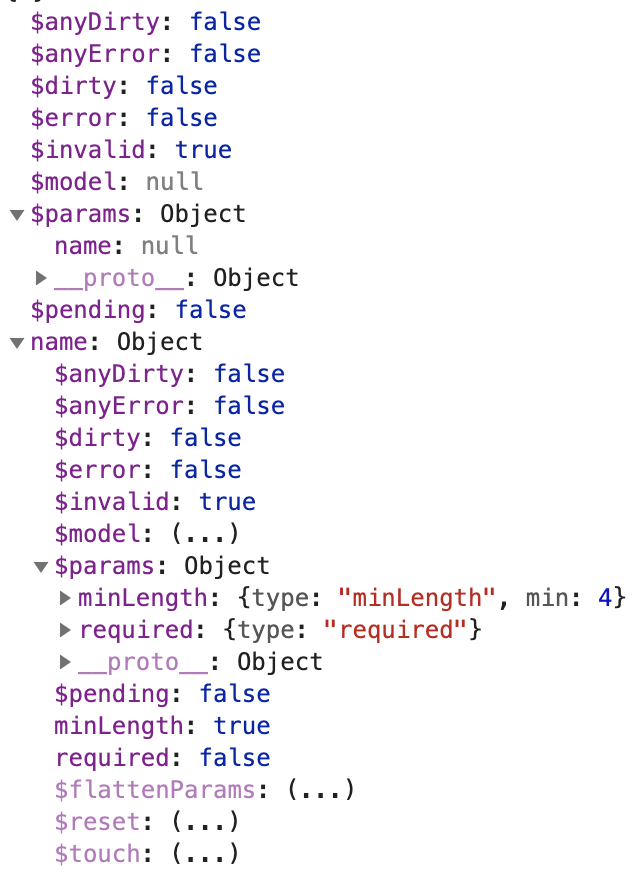 $anyDirty: false
$anyError: false
$dirty: false
$error: false
$invalid: true
$model: null
$params: Object
name: null
__proto__: Object
$pending: false
name: Object
$anyDirty: false
$anyError: false
$dirty: false
$error: false
$invalid: true
$model: (...)
$params: Object
minLength: {type: "minLength", min: 4}
required: {type: "required"}
__proto__: Object
$pending: false
minLength: true
required: false
$flattenParams: (...)
$reset: (...)
$touch: (...)